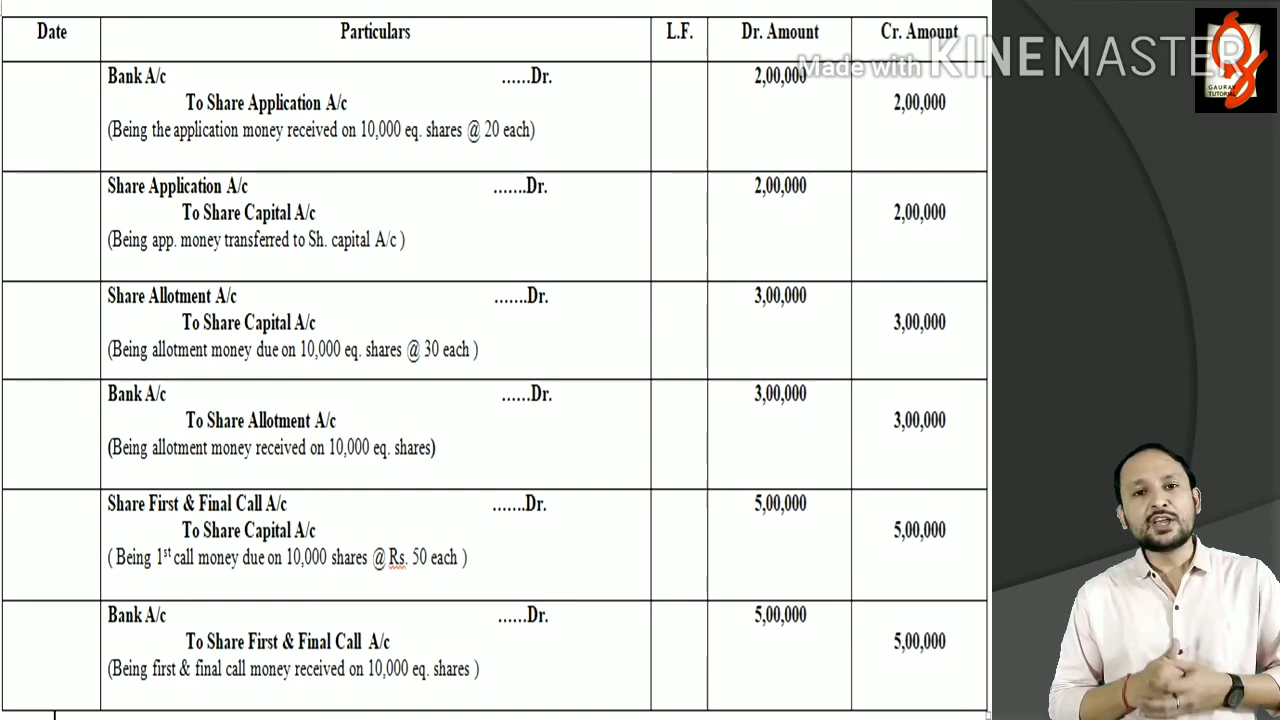 Date Particulars L.F. Dr. Amount Cr. Amount
Made with KINEMASTER
GAURAV
TUTORIAL
Bank A/c ......Dr. 2,00,000
To Share Application A/c 2,00,000
(Being the application money received on 10,000 eq. shares @ 20 each)
Share Application A/c .......Dr. 2,00,000
To Share Capital A/c 2,00,000
(Being app. money transferred to Sh. capital A/c )
Share Allotment A/c .......Dr. 3,00,000
To Share Capital A/c 3,00,000
(Being allotment money due on 10,000 eq. shares @ 30 each )
Bank A/c ......Dr. 3,00,000
To Share Allotment A/c 3,00,000
(Being allotment money received on 10,000 eq. shares)
Share First & Final Call A/c .......Dr. 5,00,000
To Share Capital A/c 5,00,000
( Being 1st call money due on 10,000 shares @ Rs. 50 each )
Bank A/c ......Dr. 5,00,000
To Share First & Final Call A/c 5,00,000
(Being first & final call money received on 10,000 eq. shares )